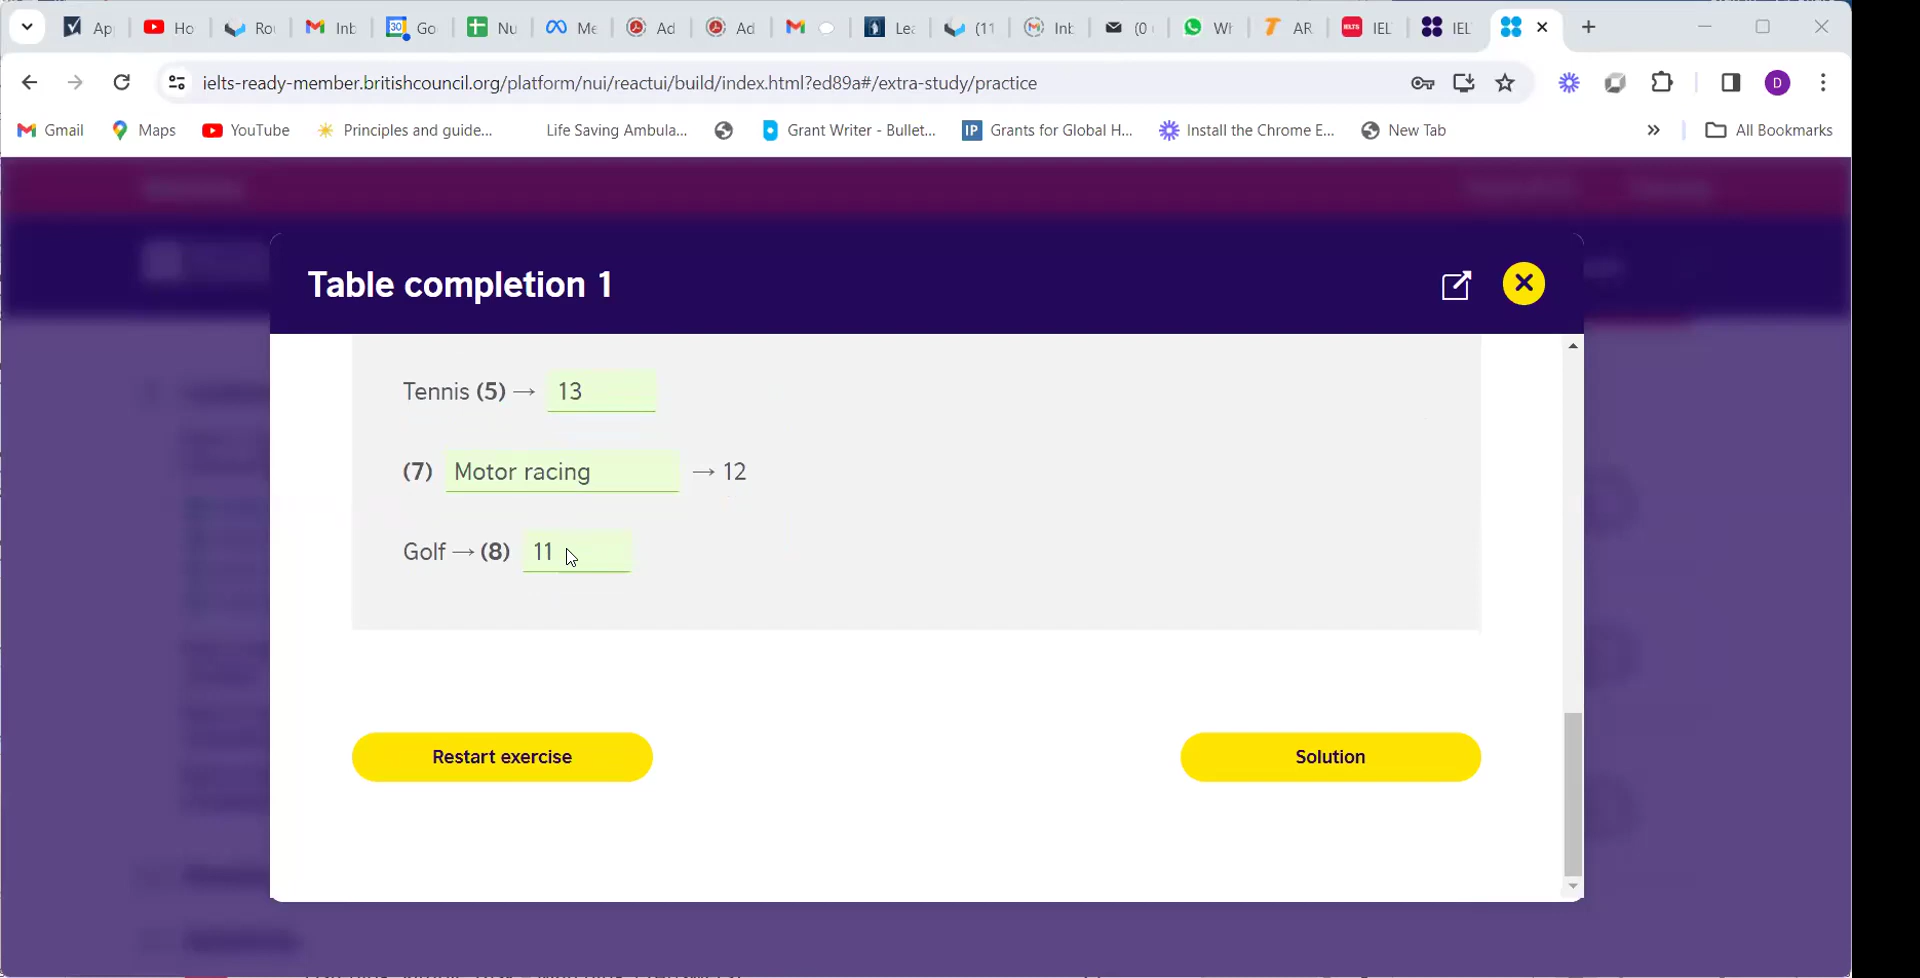 Ap
Ho
Ro
Inb
Go
Nu
Me
Ad
Ad
Lea
(11
Inb
(0
Wh
AR
IEL
IEL
ielts-ready-member.britishcouncil.org/platform/nui/reactui/build/index.html?ed89a#/extra-study/practice
D
Gmail
Maps
YouTube
Principles and guide...
Life Saving Ambula...
Grant Writer - Bullet...
IP
Grants for Global H...
Install the Chrome E...
New Tab
»
All Bookmarks
Table completion 1
Tennis (5) → 13
(7) Motor racing → 12
Golf → (8) 11
Restart exercise
Solution